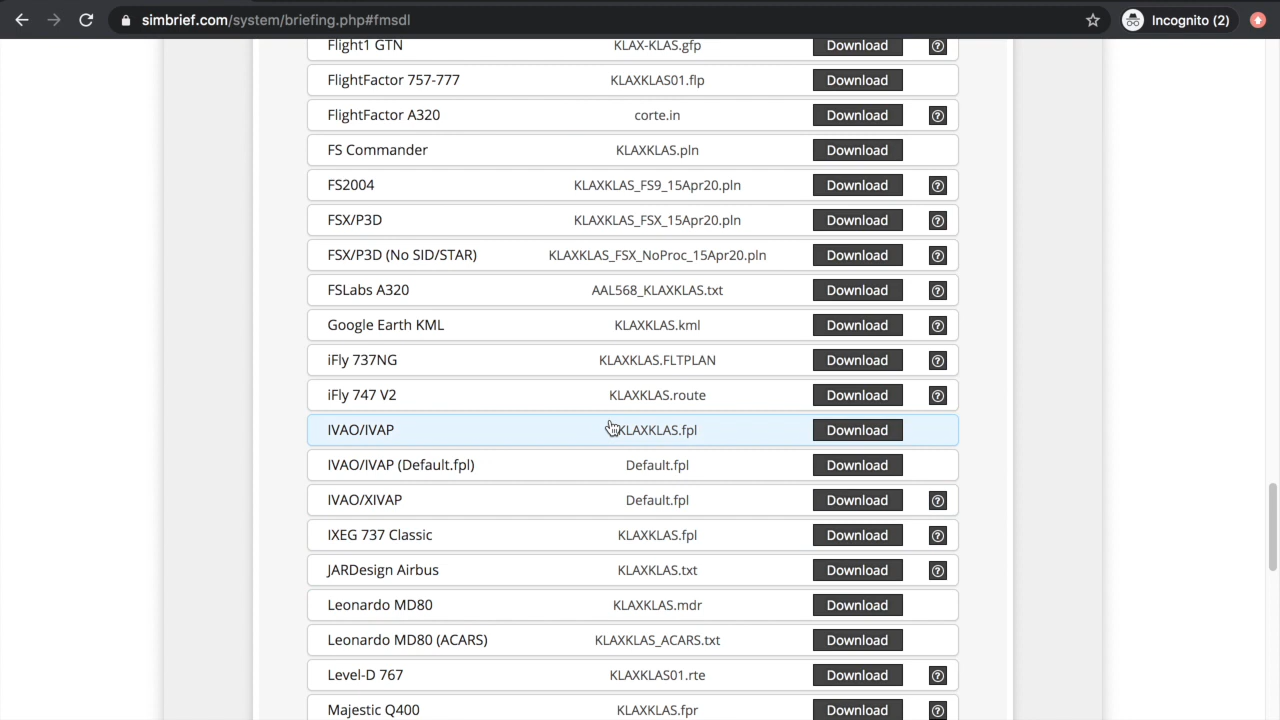 simbrief.com/system/briefing.php#fmsdl Incognito (2)
Flight1 GTN KLAX-KLAS.gfp Download ?
FlightFactor 757-777 KLAXKLAS01.flp Download
FlightFactor A320 corte.in Download ?
FS Commander KLAXKLAS.pln Download
FS2004 KLAXKLAS_FS9_15Apr20.pln Download ?
FSX/P3D KLAXKLAS_FSX_15Apr20.pln Download ?
FSX/P3D (No SID/STAR) KLAXKLAS_FSX_NoProc_15Apr20.pln Download ?
FSLabs A320 AAL568_KLAXKLAS.txt Download ?
Google Earth KML KLAXKLAS.kml Download ?
iFly 737NG KLAXKLAS.FLTPLAN Download ?
iFly 747 V2 KLAXKLAS.route Download ?
IVAO/IVAP KLAXKLAS.fpl Download
IVAO/IVAP (Default.fpl) Default.fpl Download
IVAO/XIVAP Default.fpl Download ?
IXEG 737 Classic KLAXKLAS.fpl Download ?
JARDesign Airbus KLAXKLAS.txt Download ?
Leonardo MD80 KLAXKLAS.mdr Download
Leonardo MD80 (ACARS) KLAXKLAS_ACARS.txt Download
Level-D 767 KLAXKLAS01.rte Download ?
Majestic Q400 KLAXKLAS.fpr Download ?